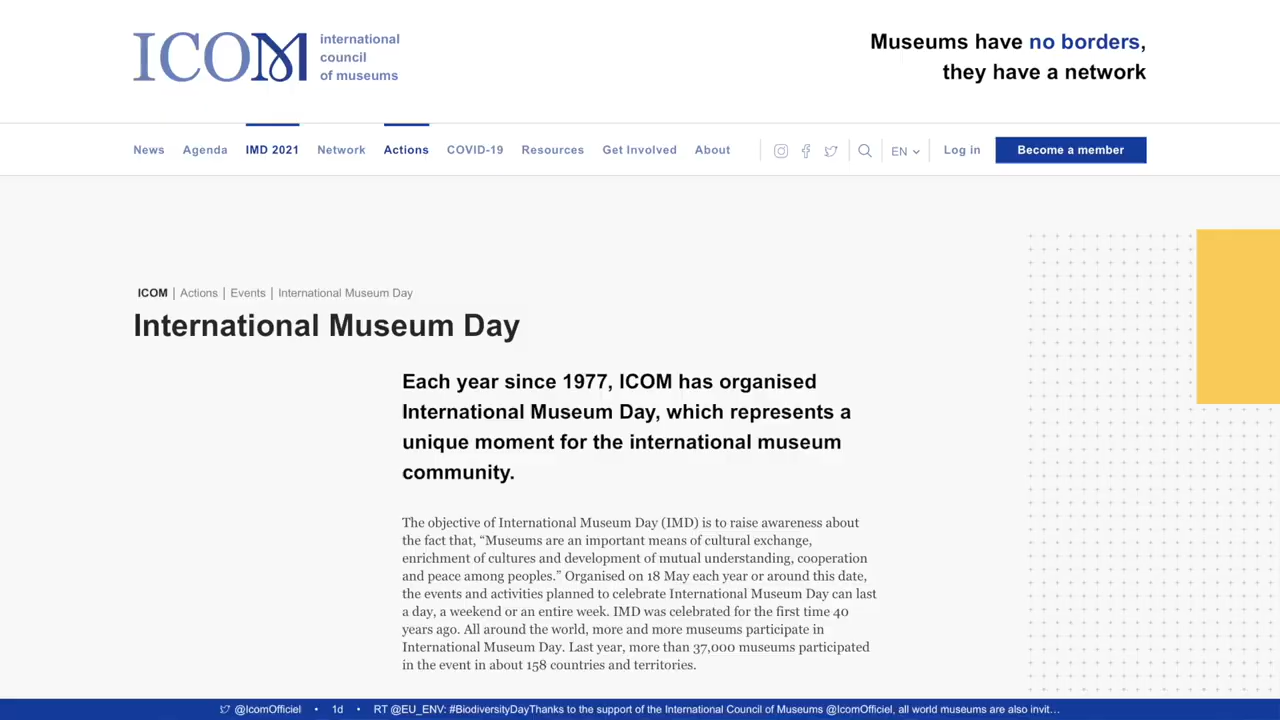 ICOM
international
council
of museums
Museums have no borders,
they have a network
News Agenda IMD 2021 Network Actions COVID-19 Resources Get Involved About EN Log in Become a member
ICOM | Actions | Events | International Museum Day
International Museum Day
Each year since 1977, ICOM has organised
International Museum Day, which represents a
unique moment for the international museum
community.
The objective of International Museum Day (IMD) is to raise awareness about
the fact that, “Museums are an important means of cultural exchange,
enrichment of cultures and development of mutual understanding, cooperation
and peace among peoples.” Organised on 18 May each year or around this date,
the events and activities planned to celebrate International Museum Day can last
a day, a weekend or an entire week. IMD was celebrated for the first time 40
years ago. All around the world, more and more museums participate in
International Museum Day. Last year, more than 37,000 museums participated
in the event in about 158 countries and territories.
@IcomOfficiel • 1d • RT @EU_ENV: #BiodiversityDayThanks to the support of the International Council of Museums @IcomOfficiel, all world museums are also invit…